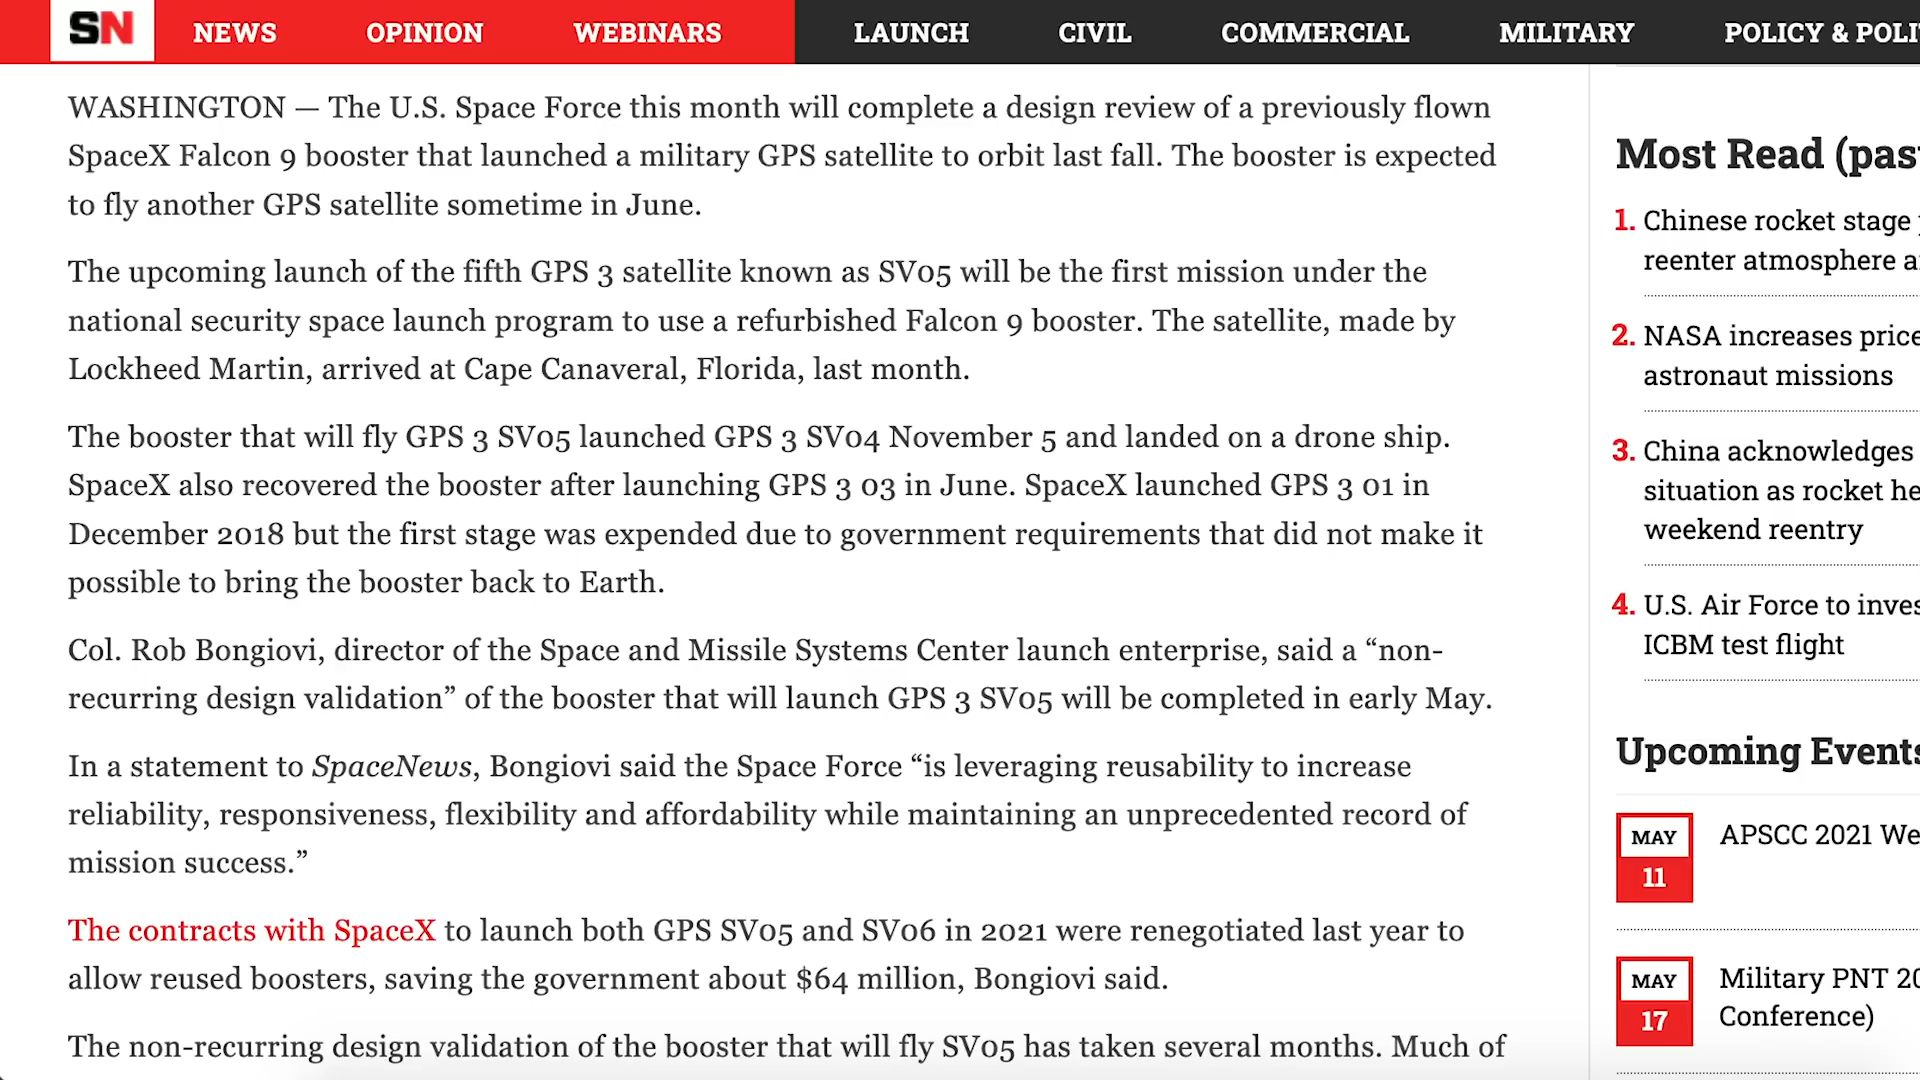 SN NEWS OPINION WEBINARS LAUNCH CIVIL COMMERCIAL MILITARY POLICY & POLI
WASHINGTON — The U.S. Space Force this month will complete a design review of a previously flown
SpaceX Falcon 9 booster that launched a military GPS satellite to orbit last fall. The booster is expected
to fly another GPS satellite sometime in June.
The upcoming launch of the fifth GPS 3 satellite known as SV05 will be the first mission under the
national security space launch program to use a refurbished Falcon 9 booster. The satellite, made by
Lockheed Martin, arrived at Cape Canaveral, Florida, last month.
The booster that will fly GPS 3 SV05 launched GPS 3 SV04 November 5 and landed on a drone ship.
SpaceX also recovered the booster after launching GPS 3 03 in June. SpaceX launched GPS 3 01 in
December 2018 but the first stage was expended due to government requirements that did not make it
possible to bring the booster back to Earth.
Col. Rob Bongiovi, director of the Space and Missile Systems Center launch enterprise, said a “non-
recurring design validation” of the booster that will launch GPS 3 SV05 will be completed in early May.
In a statement to SpaceNews, Bongiovi said the Space Force “is leveraging reusability to increase
reliability, responsiveness, flexibility and affordability while maintaining an unprecedented record of
mission success.”
The contracts with SpaceX to launch both GPS SV05 and SV06 in 2021 were renegotiated last year to
allow reused boosters, saving the government about $64 million, Bongiovi said.
The non-recurring design validation of the booster that will fly SV05 has taken several months. Much of
Most Read (pas
1. Chinese rocket stage
reenter atmosphere a
2. NASA increases price
astronaut missions
3. China acknowledges
situation as rocket he
weekend reentry
4. U.S. Air Force to inves
ICBM test flight
Upcoming Events
MAY
11
APSCC 2021 We
MAY
17
Military PNT 20
Conference)